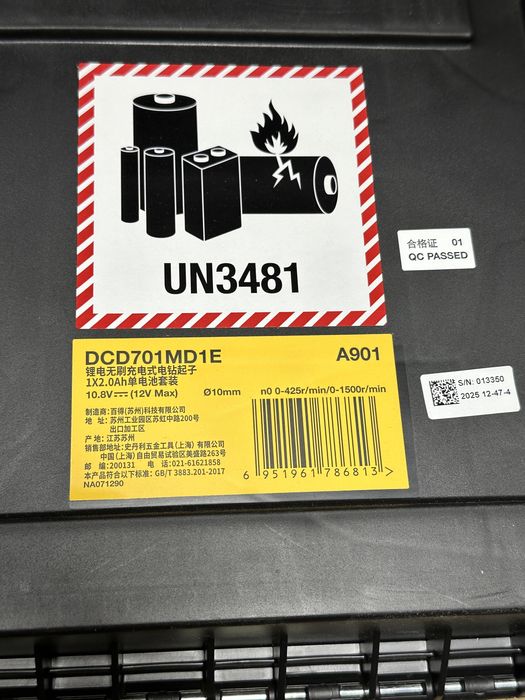 UN3481
合格证 01
QC PASSED
DCD701MD1E A901
锂电无刷充电式电钻起子
1X2.0Ah单电池套装
10.8V⎓(12V Max) Ø10mm n0 0-425r/min/0-1500r/min
制造商:百得(苏州)科技有限公司
地 址:苏州工业园区苏虹中路200号
出口加工区
产 地:江苏苏州
销售部地址:史丹利五金工具(上海)有限公司
中国(上海)自由贸易试验区美盛路263号
邮 编:200131 电 话:021-61621858
本产品符合以下标准:GB/T 3883.201-2017
NA071290
6 951961 786813 >
S/N: 013350
2025 12-47-4